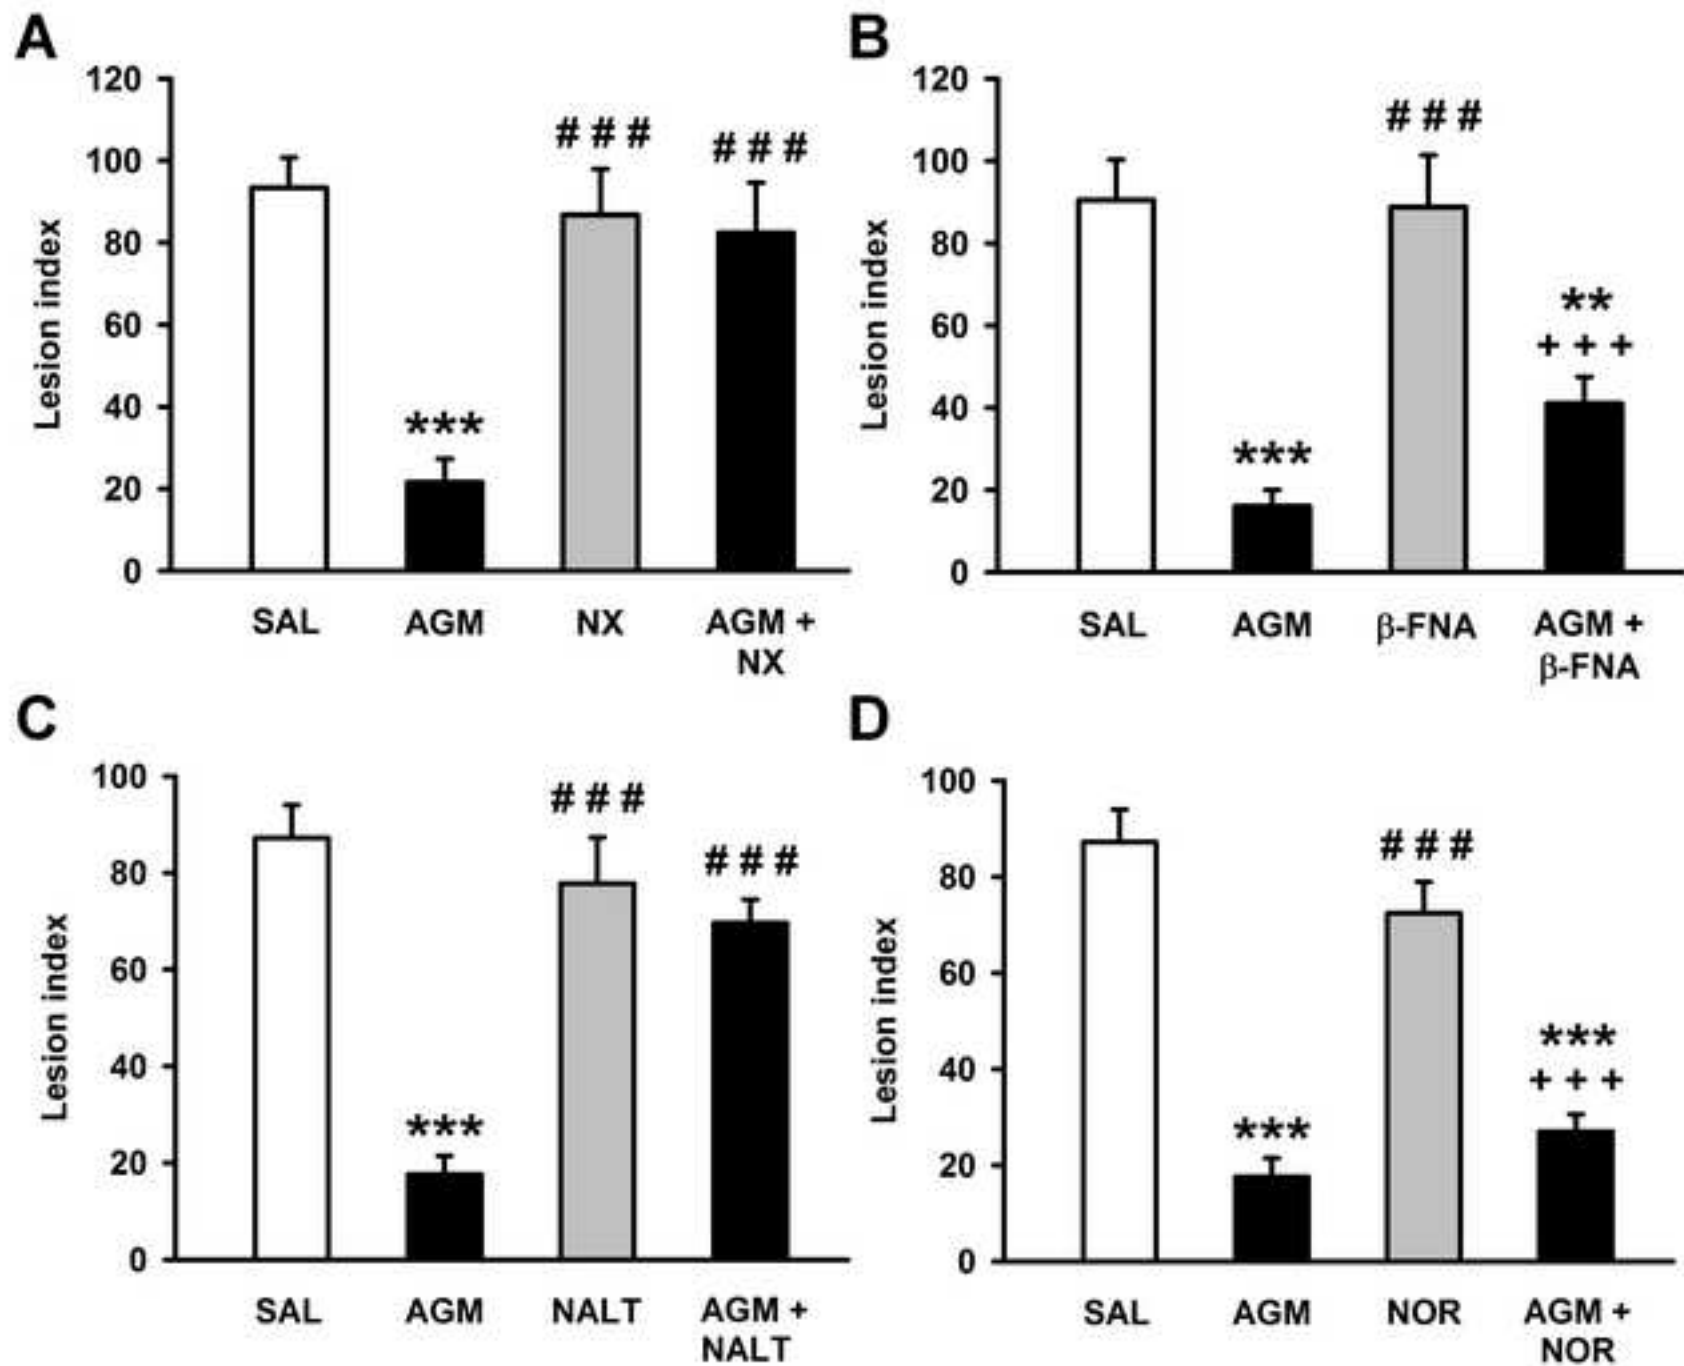 A
120
100
80
60
40
20
0
Lesion index
***
# # #
# # #
SAL
AGM
NX
AGM +
NX
B
120
100
80
60
40
20
0
Lesion index
***
# # #
**
+ + +
SAL
AGM
β-FNA
AGM +
β-FNA
C
100
80
60
40
20
0
Lesion index
***
# # #
# # #
SAL
AGM
NALT
AGM +
NALT
D
100
80
60
40
20
0
Lesion index
***
# # #
***
+ + +
SAL
AGM
NOR
AGM +
NOR